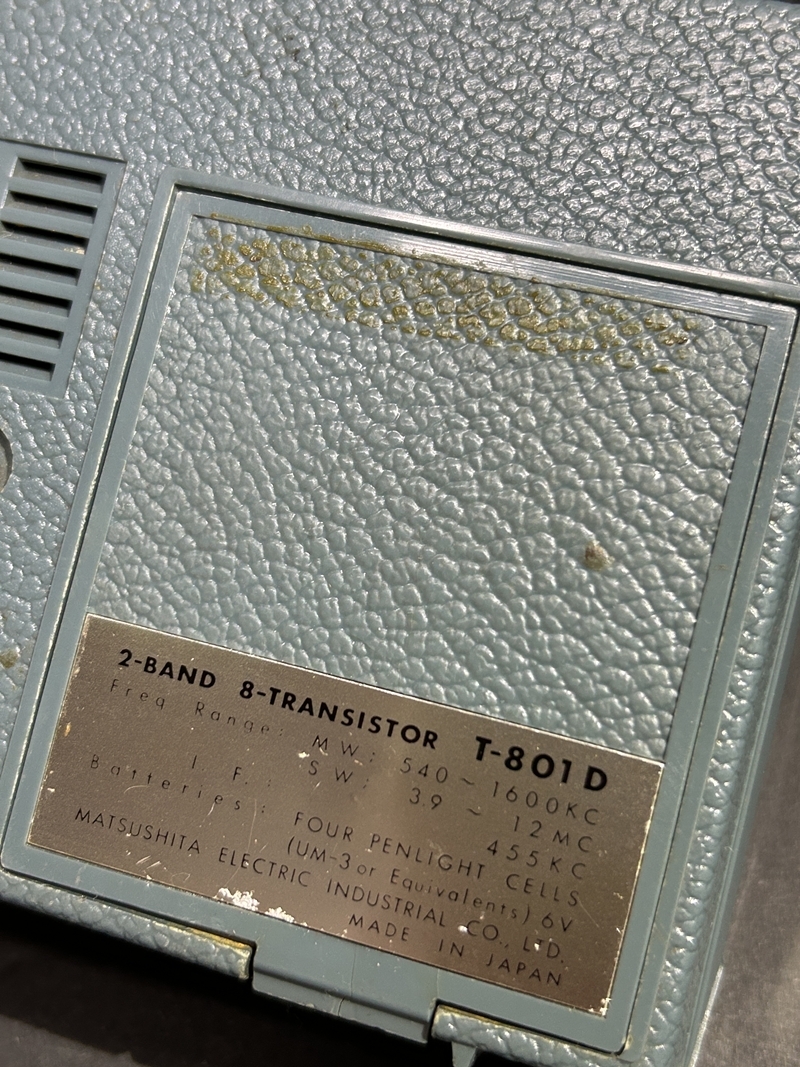 2-BAND 8-TRANSISTOR T-801D
Freq Range: MW: 540 ~ 1600KC
SW: 3.9 ~ 12MC
I. F.: 455KC
Batteries: FOUR PENLIGHT CELLS
(UM-3 or Equivalents) 6V
MATSUSHITA ELECTRIC INDUSTRIAL CO., LTD.
MADE IN JAPAN